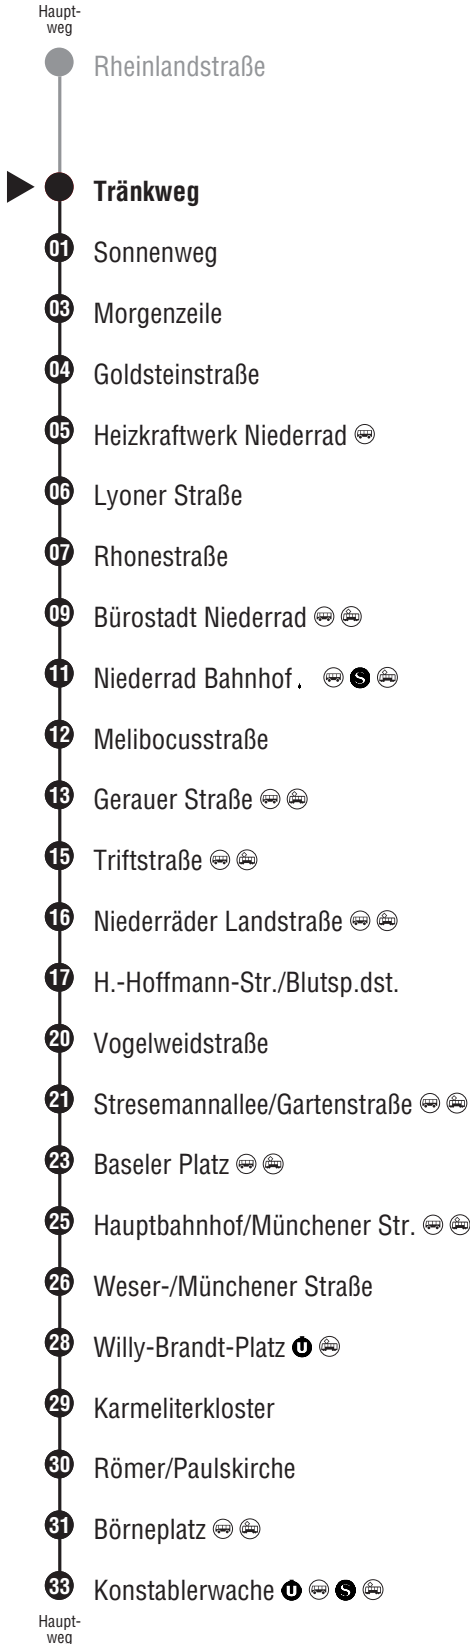 Haupt-
weg
Rheinlandstraße
Tränkweg
01 Sonnenweg
03 Morgenzeile
04 Goldsteinstraße
05 Heizkraftwerk Niederrad
06 Lyoner Straße
07 Rhonestraße
09 Bürostadt Niederrad
11 Niederrad Bahnhof. S
12 Melibocusstraße
13 Gerauer Straße
15 Triftstraße
16 Niederräder Landstraße
17 H.-Hoffmann-Str./Blutsp.dst.
20 Vogelweidstraße
21 Stresemannallee/Gartenstraße
23 Baseler Platz
25 Hauptbahnhof/Münchener Str.
26 Weser-/Münchener Straße
28 Willy-Brandt-Platz U
29 Karmeliterkloster
30 Römer/Paulskirche
31 Börneplatz
33 Konstablerwache U S
Haupt-
weg